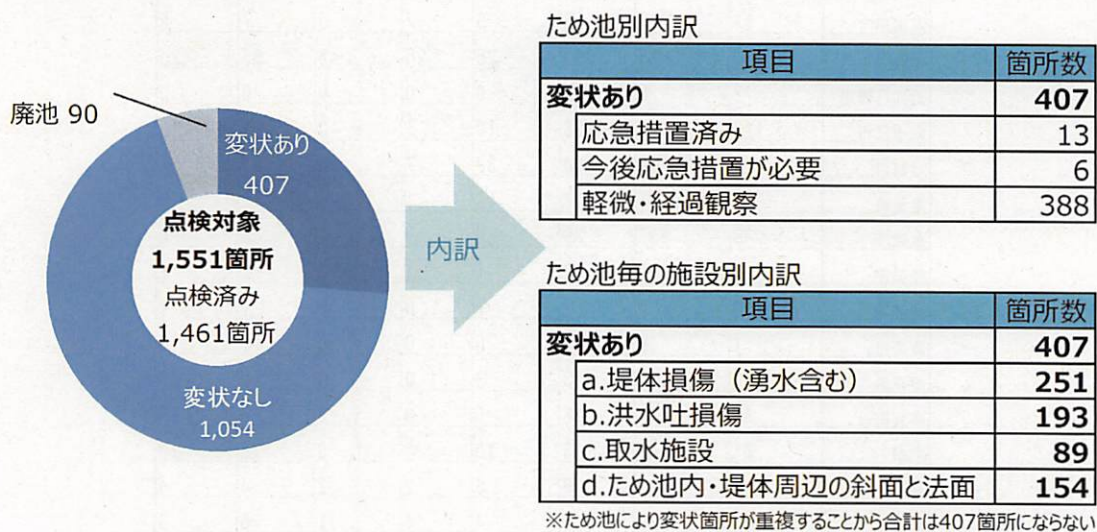 廃池 90
変状あり
407
点検対象
1,551箇所
点検済み
1,461箇所
変状なし
1,054
内訳
ため池別内訳
項目 箇所数
変状あり 407
応急措置済み 13
今後応急措置が必要 6
軽微・経過観察 388
ため池毎の施設別内訳
項目 箇所数
変状あり 407
a.堤体損傷（湧水含む） 251
b.洪水吐損傷 193
c.取水施設 89
d.ため池内・堤体周辺の斜面と法面 154
※ため池により変状箇所が重複することから合計は407箇所にならない